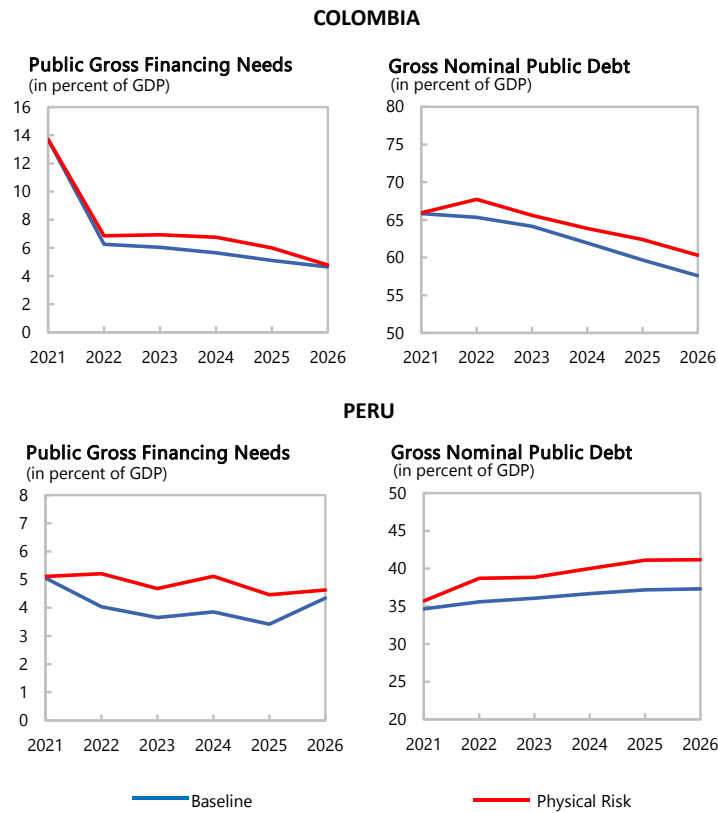 COLOMBIA
Public Gross Financing Needs
(in percent of GDP)
16
14
12
10
8
6
4
2
0
2021 2022 2023 2024 2025 2026
Gross Nominal Public Debt
(in percent of GDP)
80
75
70
65
60
55
50
2021 2022 2023 2024 2025 2026
PERU
Public Gross Financing Needs
(in percent of GDP)
8
7
6
5
4
3
2
1
0
2021 2022 2023 2024 2025 2026
Gross Nominal Public Debt
(in percent of GDP)
50
45
40
35
30
25
20
2021 2022 2023 2024 2025 2026
Baseline
Physical Risk